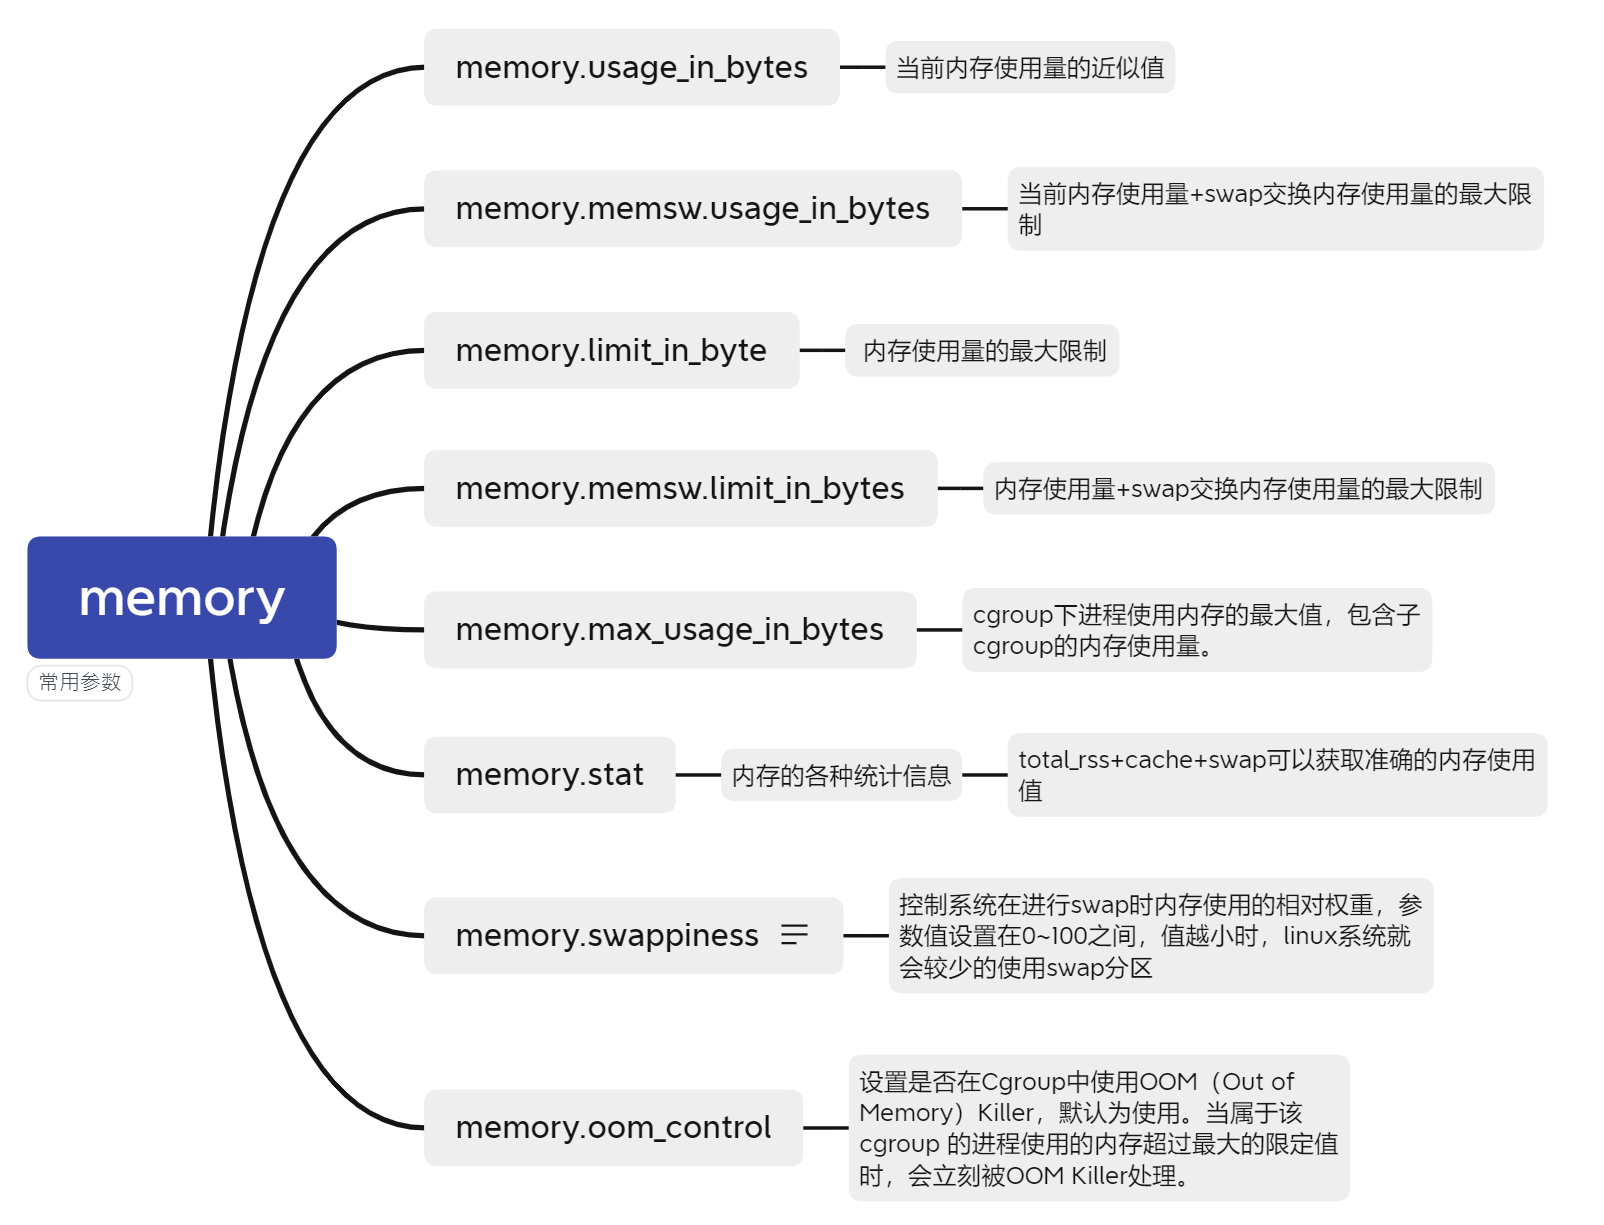 memory
常用参数
memory.usage_in_bytes
当前内存使用量的近似值
memory.memsw.usage_in_bytes
当前内存使用量+swap交换内存使用量的最大限
制
memory.limit_in_byte
内存使用量的最大限制
memory.memsw.limit_in_bytes
内存使用量+swap交换内存使用量的最大限制
memory.max_usage_in_bytes
cgroup下进程使用内存的最大值，包含子
cgroup的内存使用量。
memory.stat
内存的各种统计信息
total_rss+cache+swap可以获取准确的内存使用
值
memory.swappiness
控制系统在进行swap时内存使用的相对权重，参
数值设置在0~100之间，值越小时，linux系统就
会较少的使用swap分区
memory.oom_control
设置是否在Cgroup中使用OOM（Out of
Memory）Killer，默认为使用。当属于该
cgroup 的进程使用的内存超过最大的限定值
时，会立刻被OOM Killer处理。